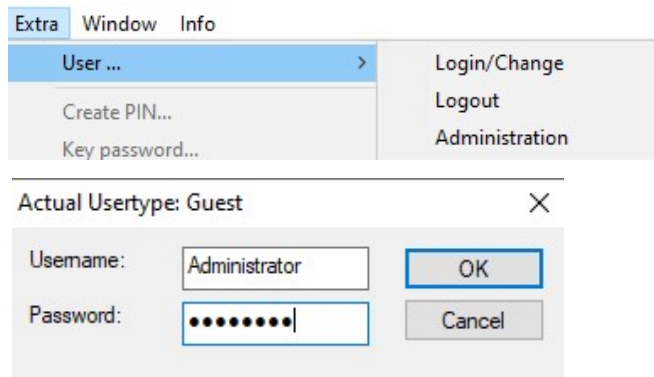 Extra Window Info
User ... > Login/Change
Create PIN... Logout
Key password... Administration
Actual Usertype: Guest
Username: Administrator OK
Password: ●●●●●●●● Cancel